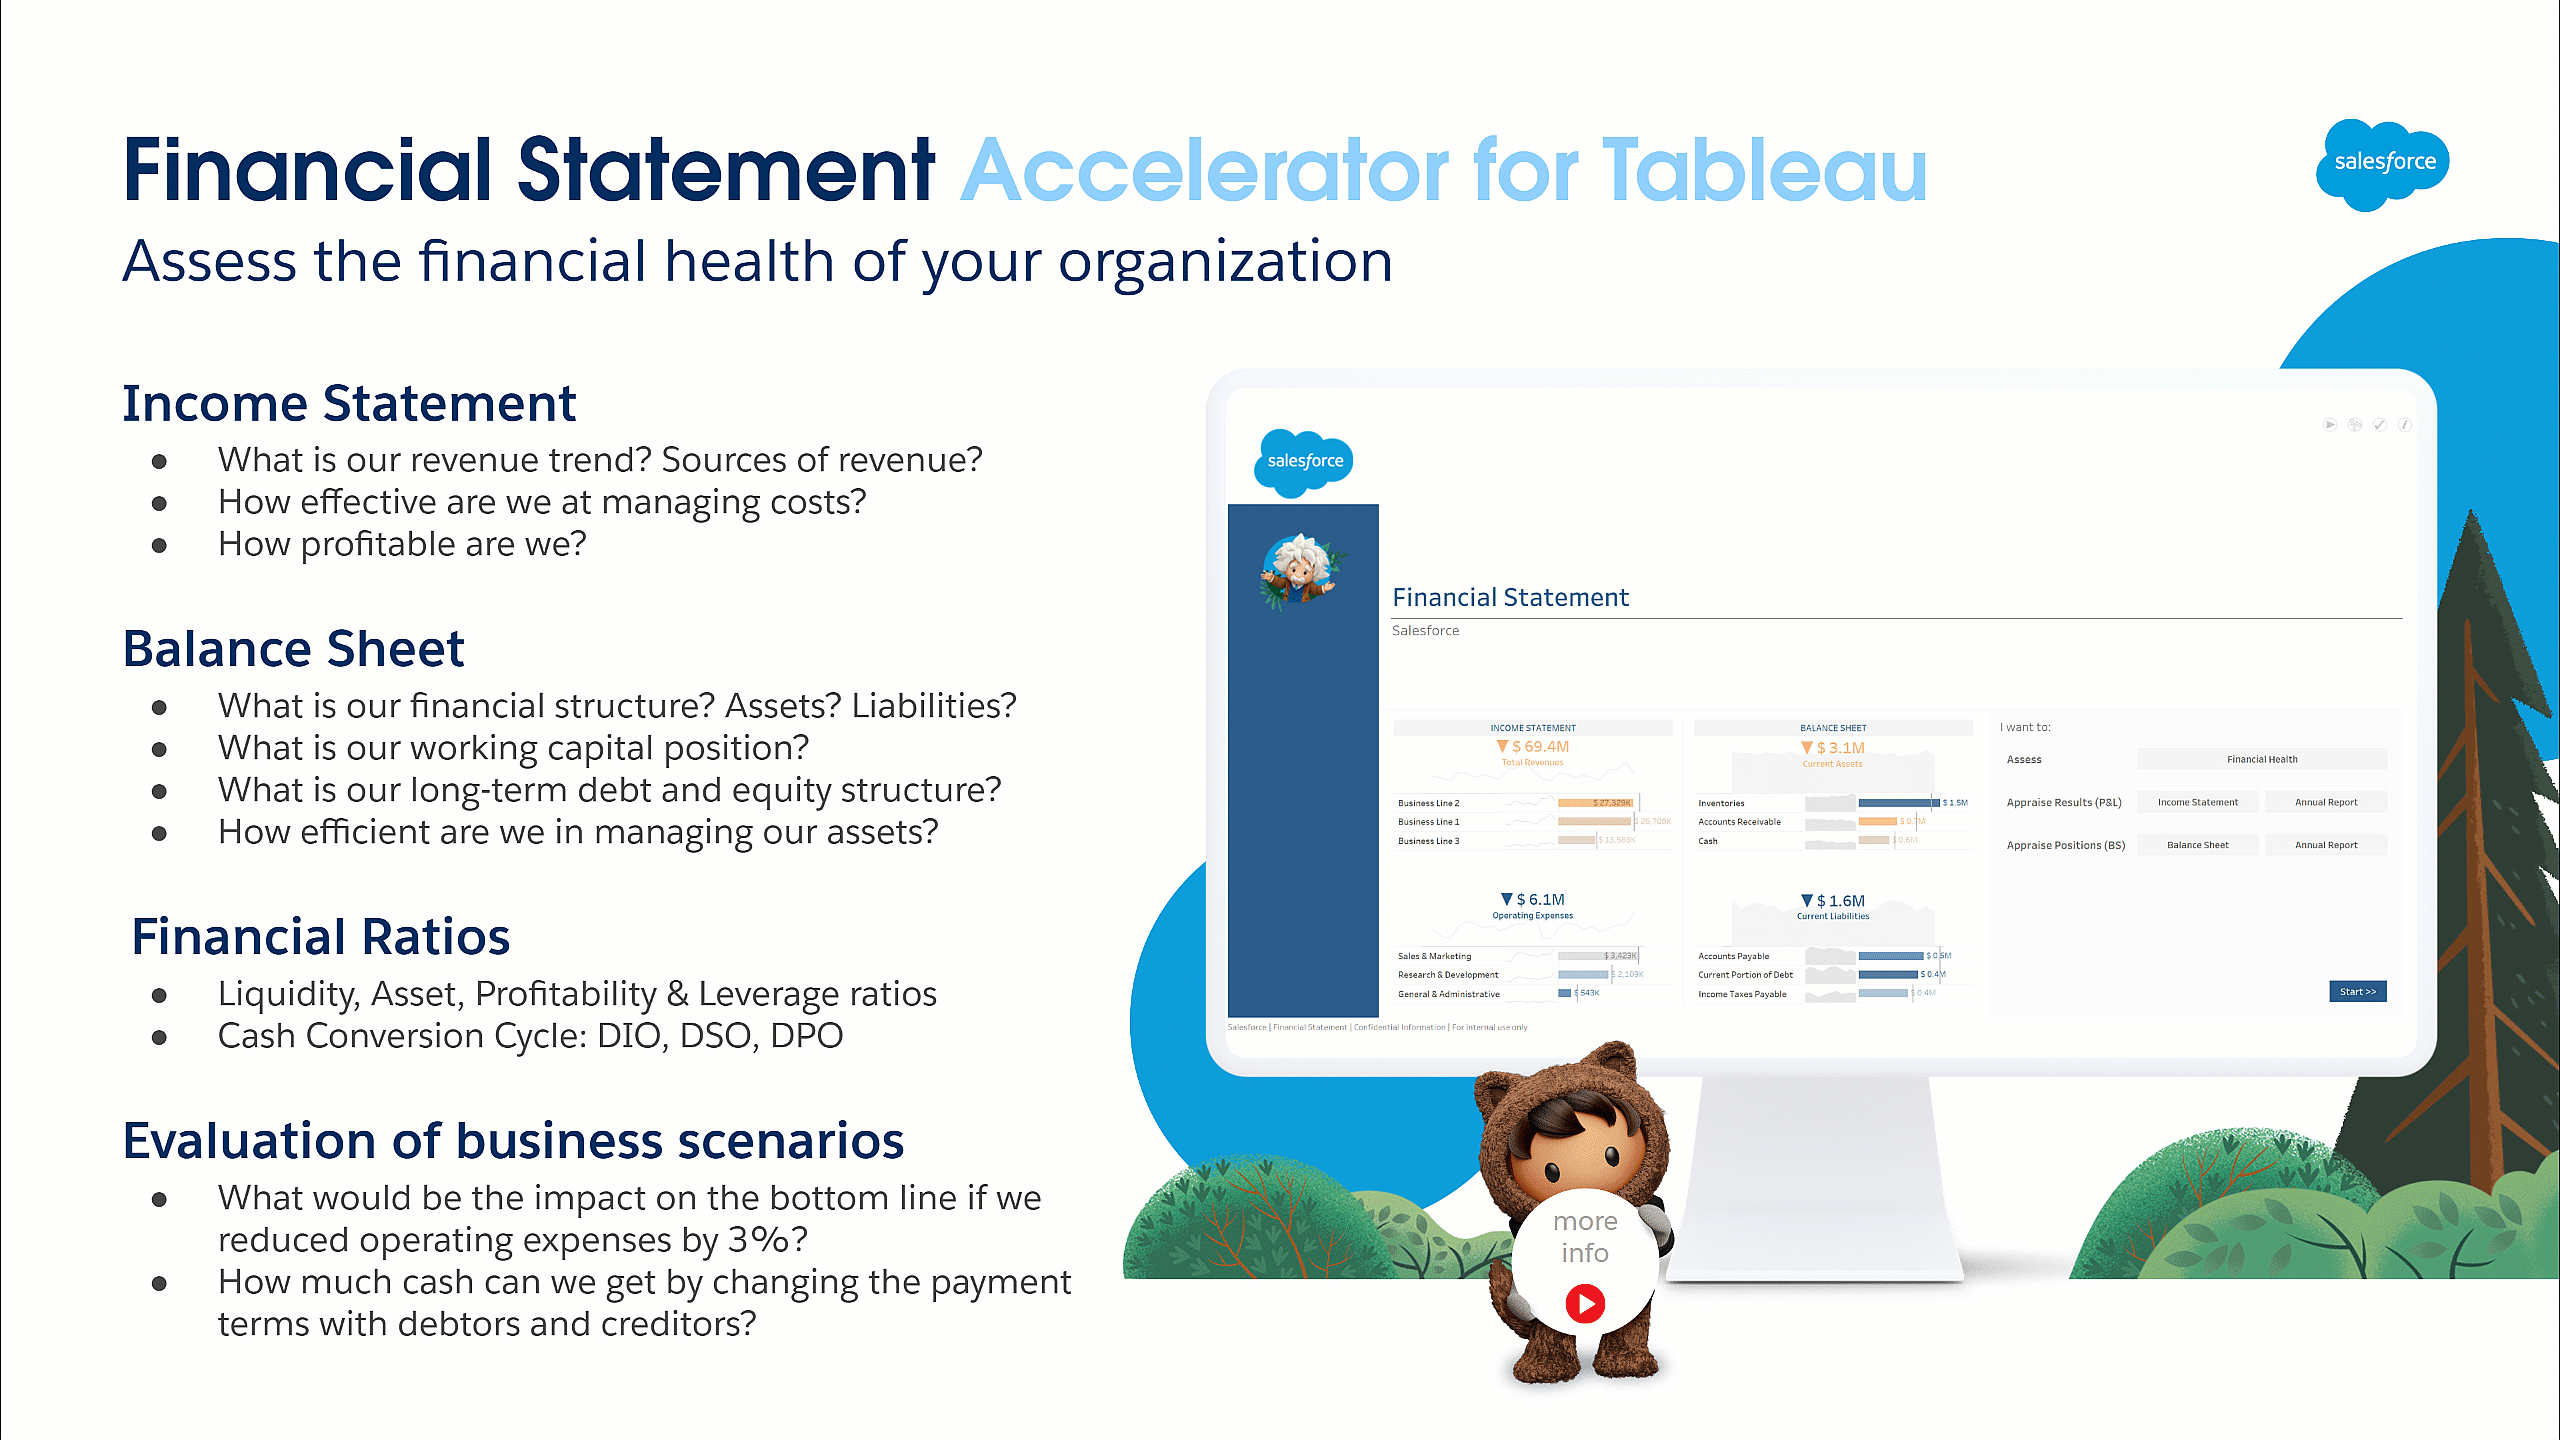 Financial Statement Accelerator for Tableau
salesforce
Assess the financial health of your organization
Income Statement
● What is our revenue trend? Sources of revenue?
● How effective are we at managing costs?
● How profitable are we?
Balance Sheet
● What is our financial structure? Assets? Liabilities?
● What is our working capital position?
● What is our long-term debt and equity structure?
● How efficient are we in managing our assets?
Financial Ratios
● Liquidity, Asset, Profitability & Leverage ratios
● Cash Conversion Cycle: DIO, DSO, DPO
Evaluation of business scenarios
● What would be the impact on the bottom line if we
reduced operating expenses by 3%?
● How much cash can we get by changing the payment
terms with debtors and creditors?
salesforce
Financial Statement
Salesforce
INCOME STATEMENT
▼ $ 69.4M
Total Revenues
Business Line 2 $ 27,329K
Business Line 1 $ 26,708K
Business Line 3 $ 13,588K
▼ $ 6.1M
Operating Expenses
Sales & Marketing $ 3,423K
Research & Development $ 2,109K
General & Administrative $ 543K
BALANCE SHEET
▼ $ 3.1M
Current Assets
Inventories $ 1.5M
Accounts Receivable $ 0.7M
Cash $ 0.6M
▼ $ 1.6M
Current Liabilities
Accounts Payable $ 0.5M
Current Portion of Debt $ 0.4M
Income Taxes Payable $ 0.4M
I want to:
Assess Financial Health
Appraise Results (P&L) Income Statement Annual Report
Appraise Positions (BS) Balance Sheet Annual Report
Start >>
Salesforce | Financial Statement | Confidential Information | For internal use only
more
info